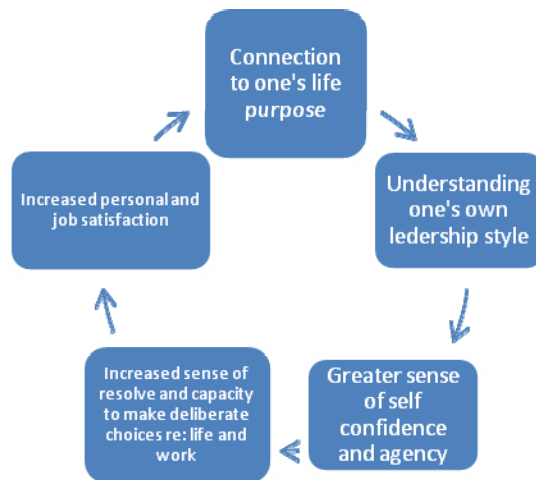 Connection
to one's life
purpose
Understanding
one's own
ledership style
Greater sense
of self
confidence
and agency
Increased sense of
resolve and capacity
to make deliberate
choices re: life and
work
Increased personal and
job satisfaction